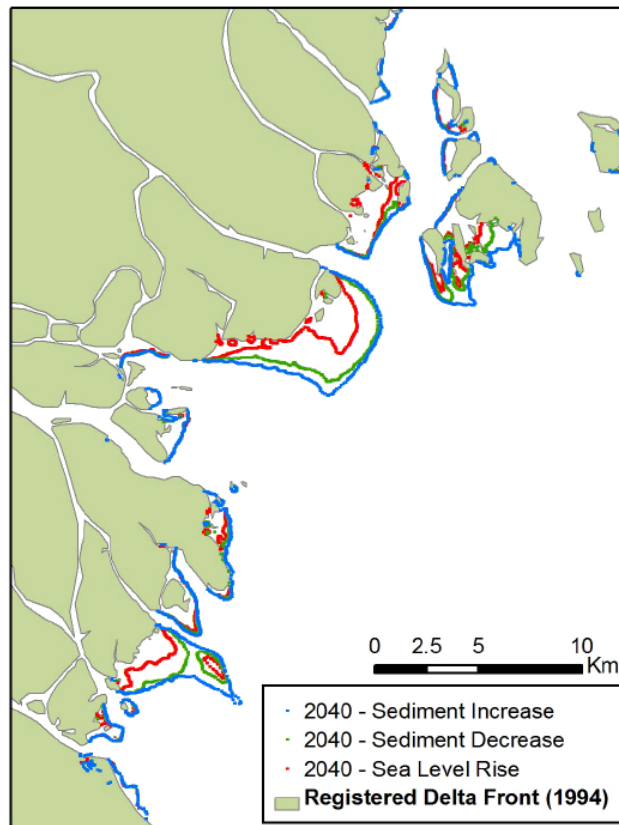 0 2.5 5 10
Km
2040 - Sediment Increase
2040 - Sediment Decrease
2040 - Sea Level Rise
Registered Delta Front (1994)